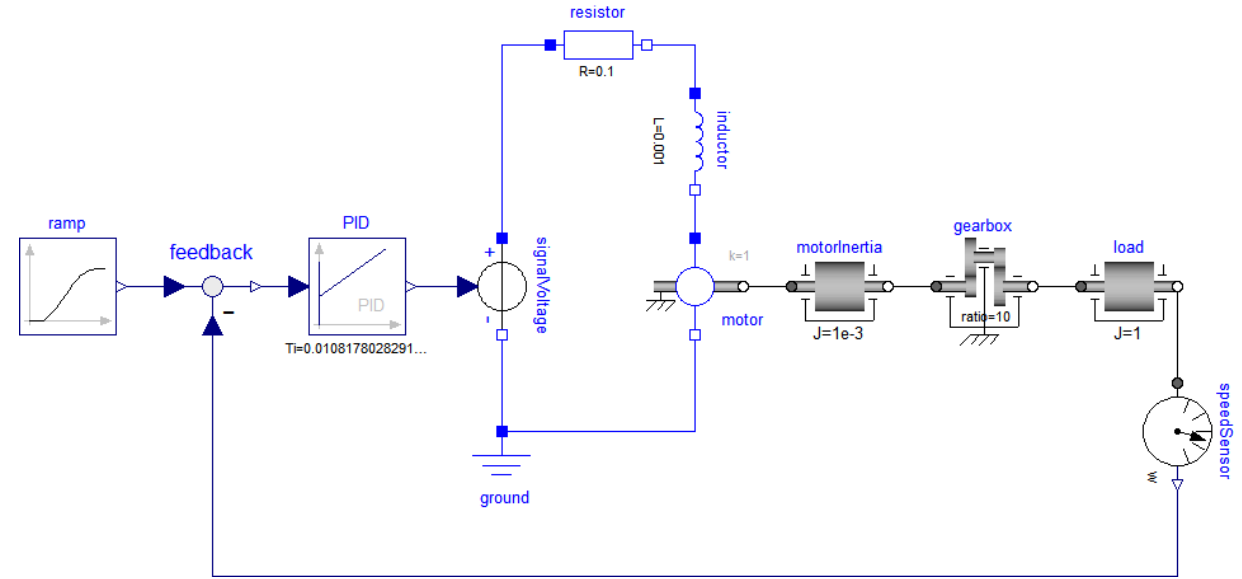 resistor
R=0.1
inductor
L=0.001
ramp
feedback
−
PID
PID
Ti=0.0108178028291...
+
-
signalVoltage
k=1
motor
motorInertia
J=1e-3
gearbox
ratio=10
load
J=1
speedSensor
w
ground